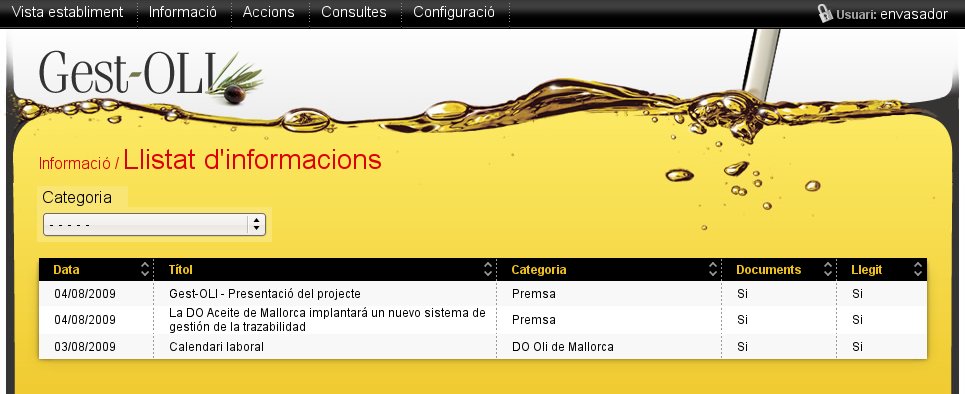 Vista establiment Informació Accions Consultes Configuració Usuari: envasador
Gest-OLI
Informació / Llistat d'informacions
Categoria
- - - - -
Data Títol Categoria Documents Llegit
04/08/2009 Gest-OLI - Presentació del projecte Premsa Si Si
04/08/2009 La DO Aceite de Mallorca implantará un nuevo sistema de gestión de la trazabilidad Premsa Si Si
03/08/2009 Calendari laboral DO Oli de Mallorca Si Si